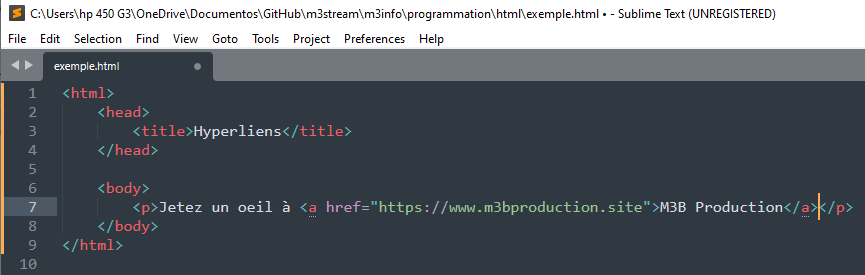 C:\Users\hp 450 G3\OneDrive\Documentos\GitHub\m3stream\m3info\programmation\html\exemple.html • - Sublime Text (UNREGISTERED)
File Edit Selection Find View Goto Tools Project Preferences Help
exemple.html
1 <html>
2     <head>
3         <title>Hyperliens</title>
4     </head>
5
6     <body>
7         <p>Jetez un oeil à <a href="https://www.m3bproduction.site">M3B Production</a></p>
8     </body>
9 </html>
10